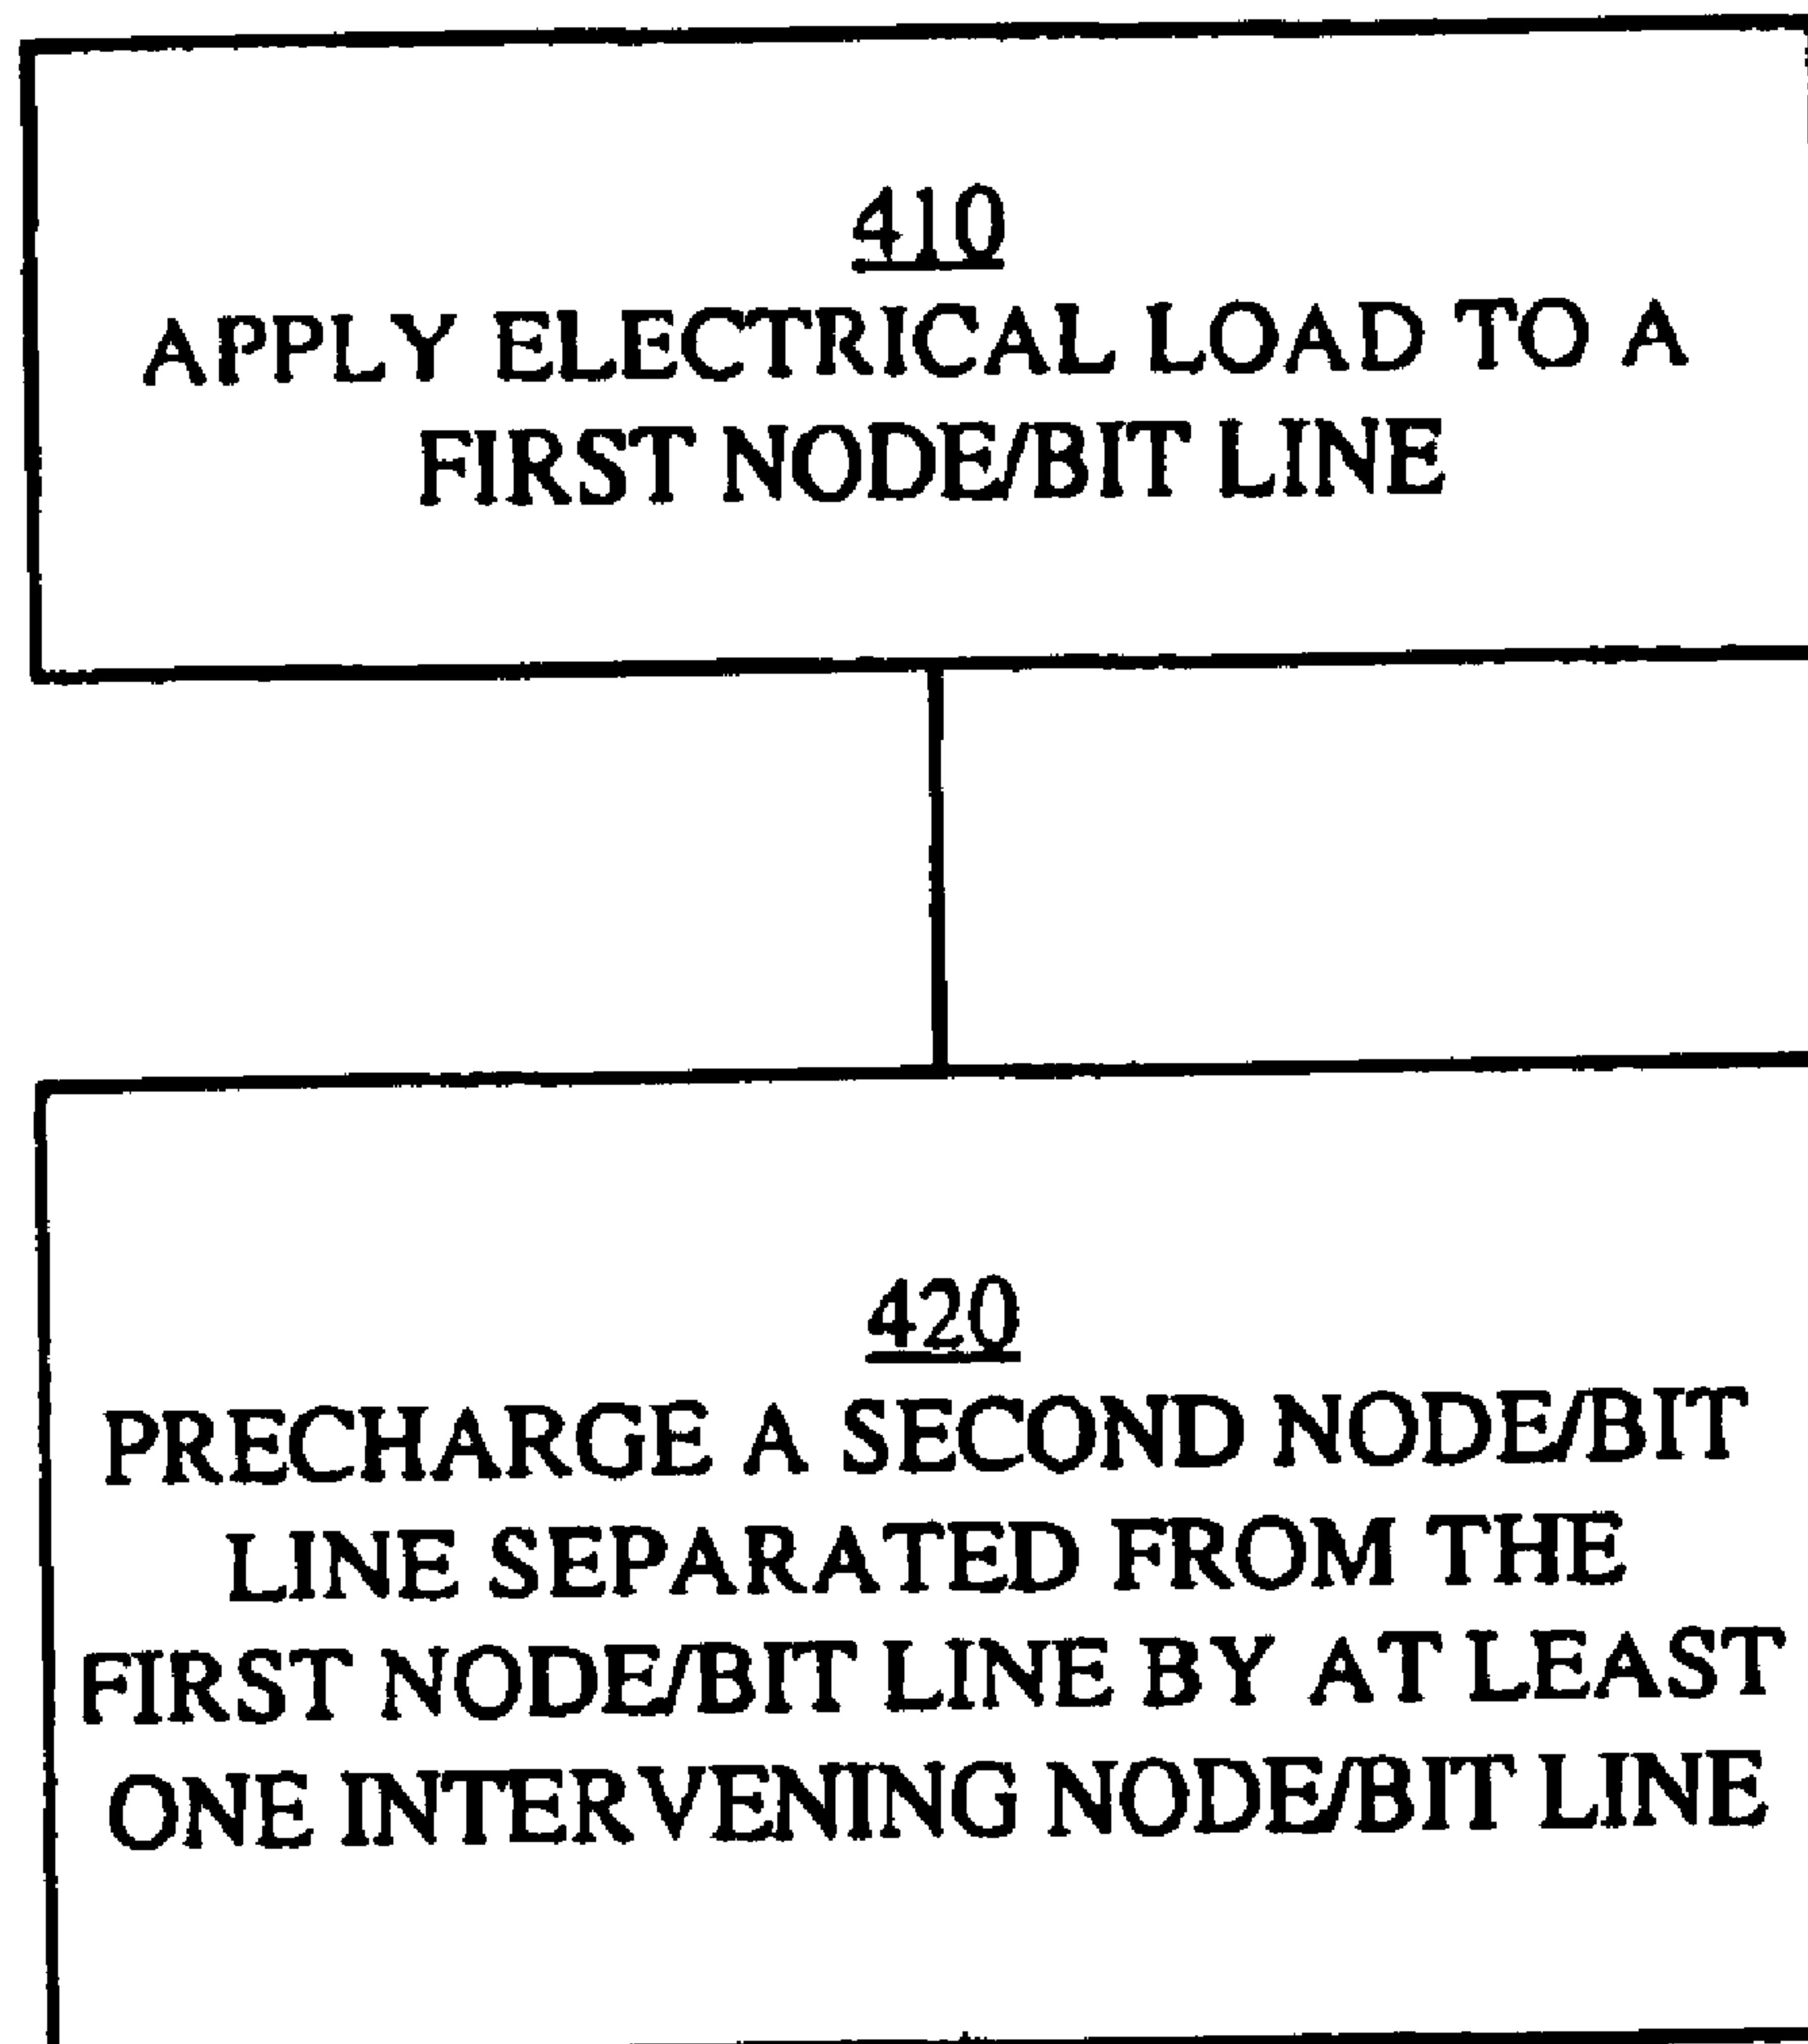 410
APPLY ELECTRICAL LOAD TO A
FIRST NODE/BIT LINE
420
PRECHARGE A SECOND NODE/BIT
LINE SEPARATED FROM THE
FIRST NODE/BIT LINE BY AT LEAST
ONE INTERVENING NODE/BIT LINE